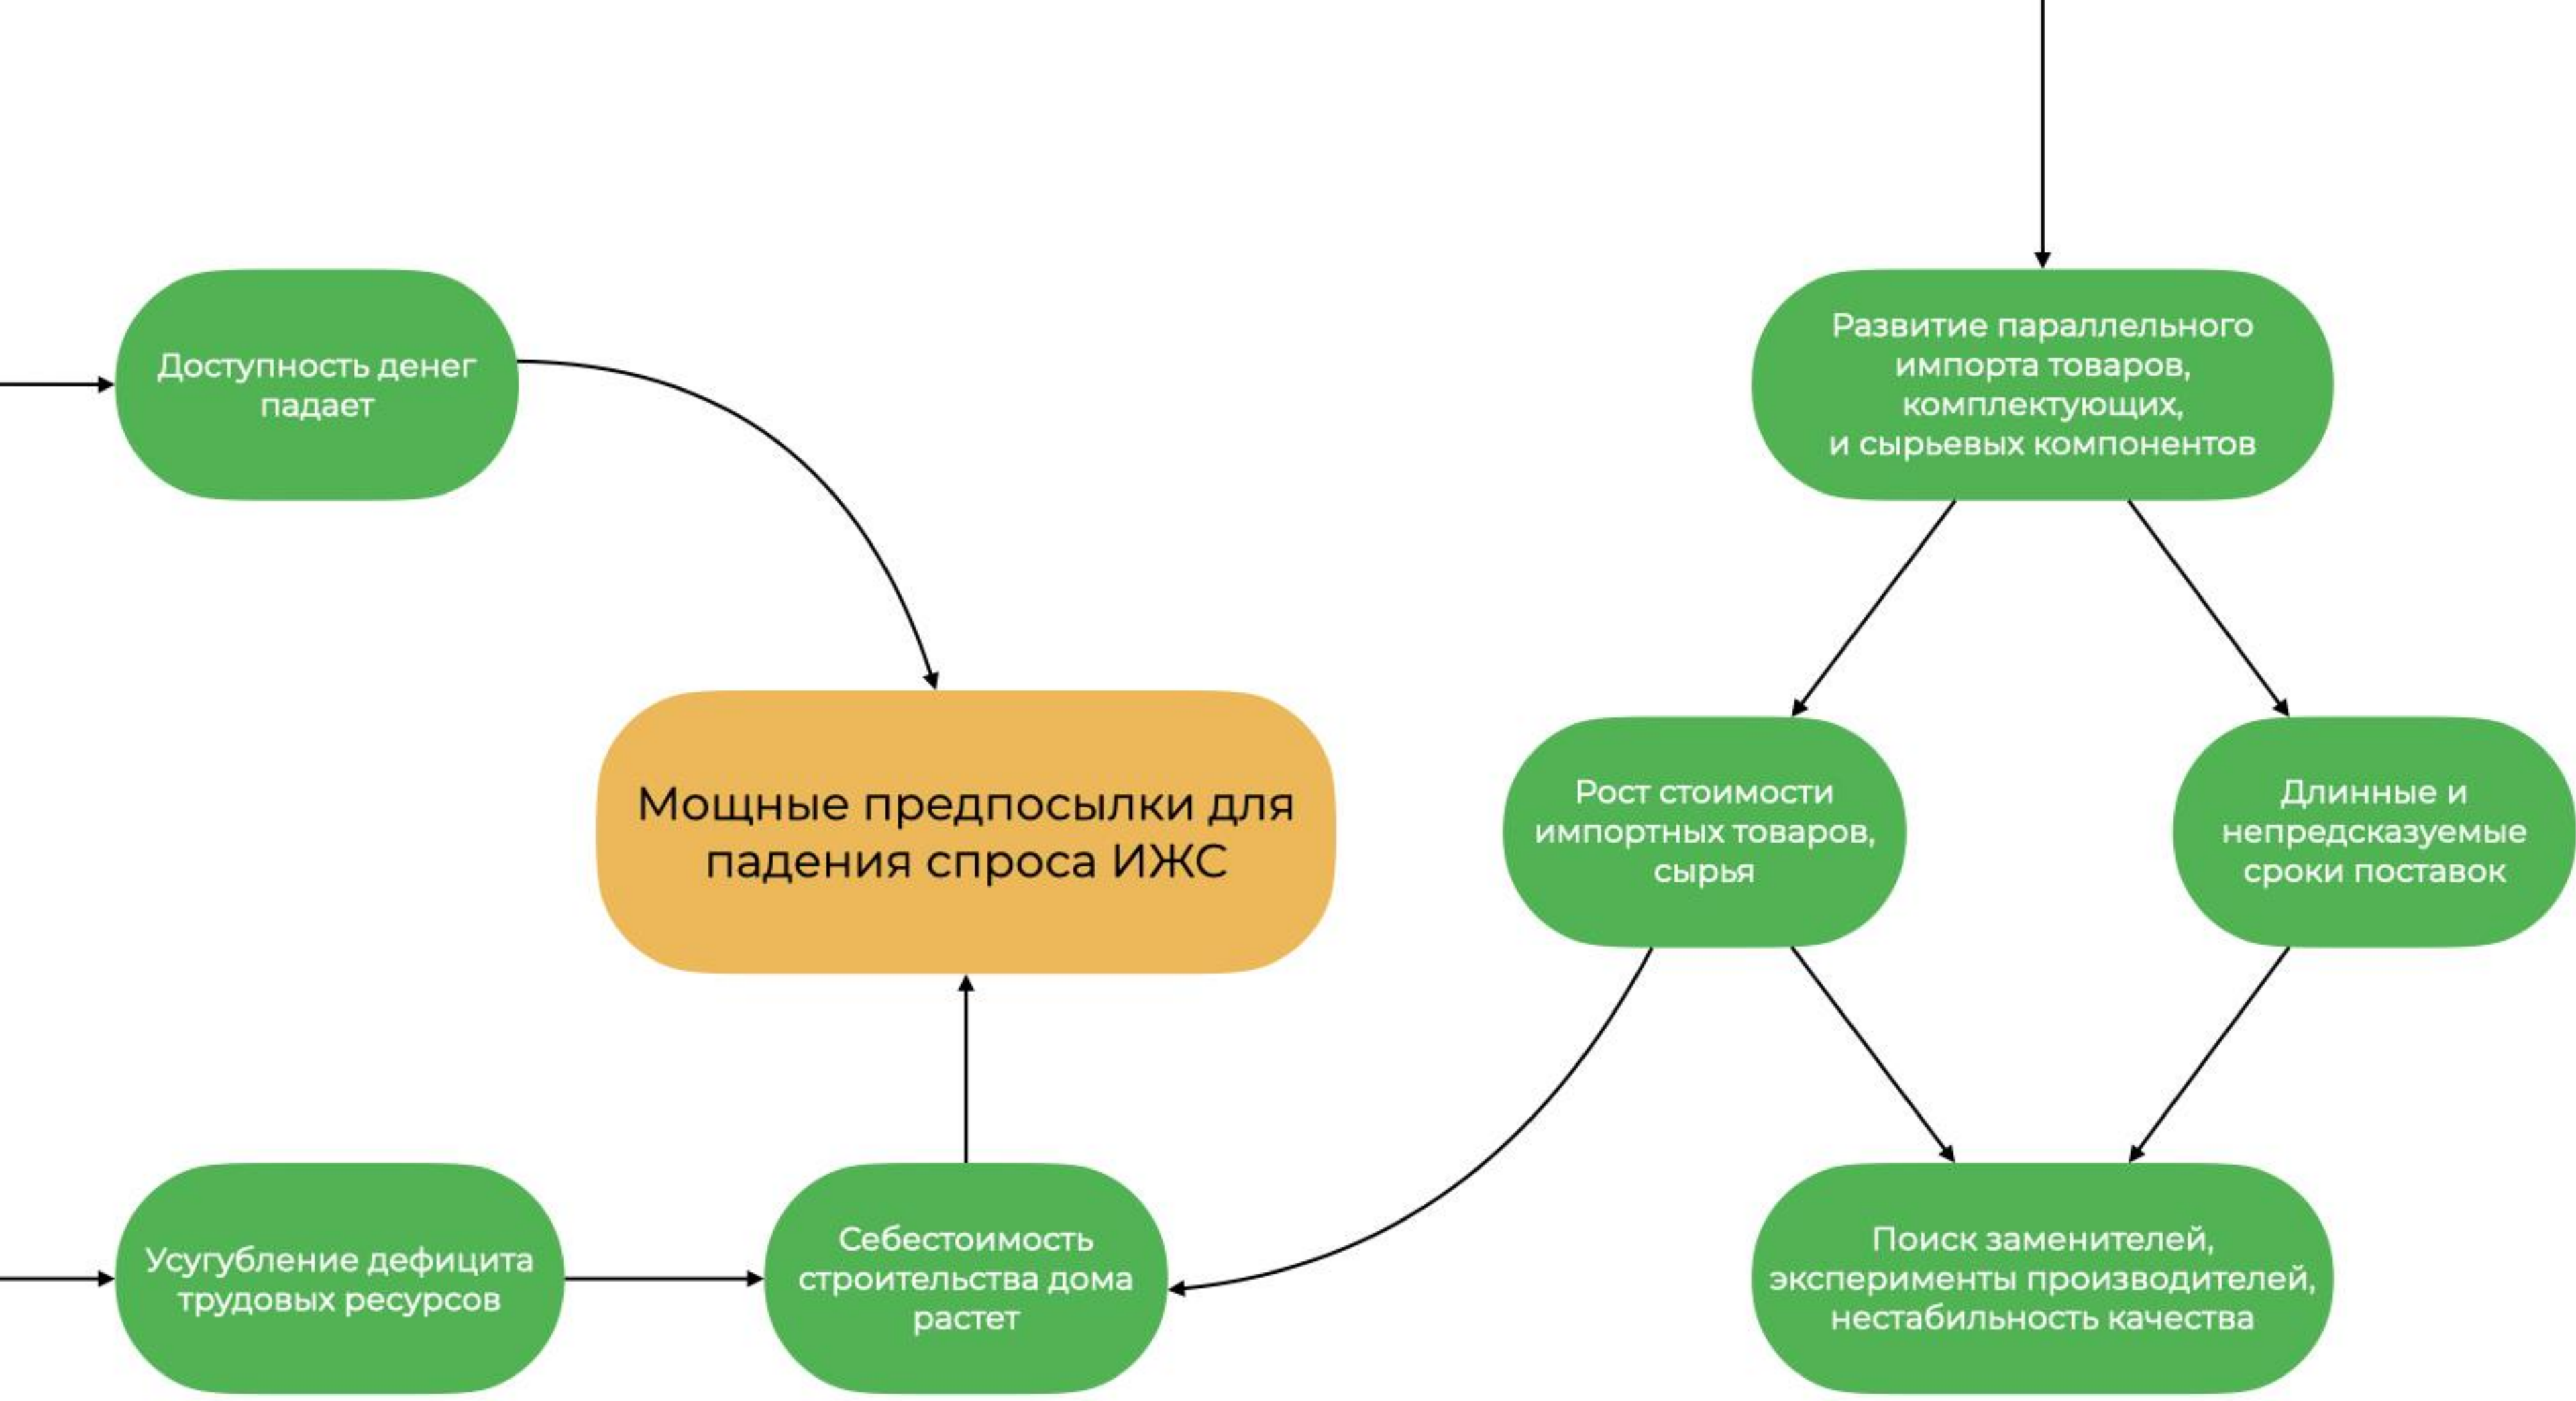 Доступность денег
падает
Развитие параллельного
импорта товаров,
комплектующих,
и сырьевых компонентов
Мощные предпосылки для
падения спроса ИЖС
Рост стоимости
импортных товаров,
сырья
Длинные и
непредсказуемые
сроки поставок
Усугубление дефицита
трудовых ресурсов
Себестоимость
строительства дома
растет
Поиск заменителей,
эксперименты производителей,
нестабильность качества